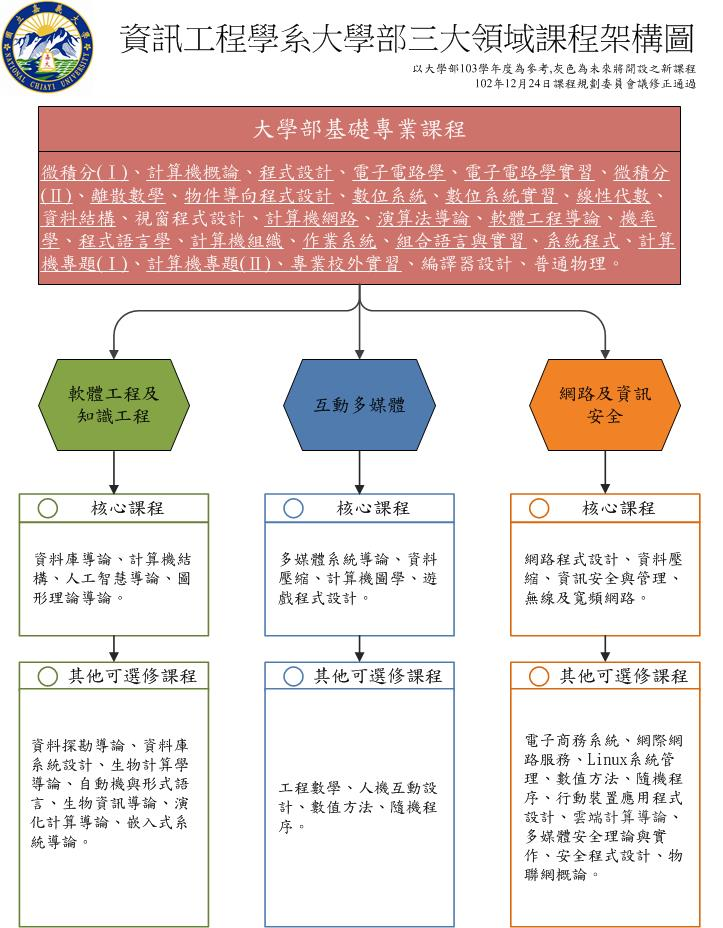 國立嘉義大學
NATIONAL CHIAYI UNIVERSITY
資訊工程學系大學部三大領域課程架構圖
以大學部103學年度為參考,灰色為未來將開設之新課程
102年12月24日課程規劃委員會議修正通過
大學部基礎專業課程
微積分(Ⅰ)、計算機概論、程式設計、電子電路學、電子電路學實習、微積分
(Ⅱ)、離散數學、物件導向程式設計、數位系統、數位系統實習、線性代數、
資料結構、視窗程式設計、計算機網路、演算法導論、軟體工程導論、機率
學、程式語言學、計算機組織、作業系統、組合語言與實習、系統程式、計算
機專題(Ⅰ)、計算機專題(Ⅱ)、專業校外實習、編譯器設計、普通物理。
軟體工程及
知識工程
互動多媒體
網路及資訊
安全
核心課程
資料庫導論、計算機結
構、人工智慧導論、圖
形理論導論。
核心課程
多媒體系統導論、資料
壓縮、計算機圖學、遊
戲程式設計。
核心課程
網路程式設計、資料壓
縮、資訊安全與管理、
無線及寬頻網路。
其他可選修課程
資料探勘導論、資料庫
系統設計、生物計算學
導論、自動機與形式語
言、生物資訊導論、演
化計算導論、嵌入式系
統導論。
其他可選修課程
工程數學、人機互動設
計、數值方法、隨機程
序。
其他可選修課程
電子商務系統、網際網
路服務、Linux系統管
理、數值方法、隨機程
序、行動裝置應用程式
設計、雲端計算導論、
多媒體安全理論與實
作、安全程式設計、物
聯網概論。